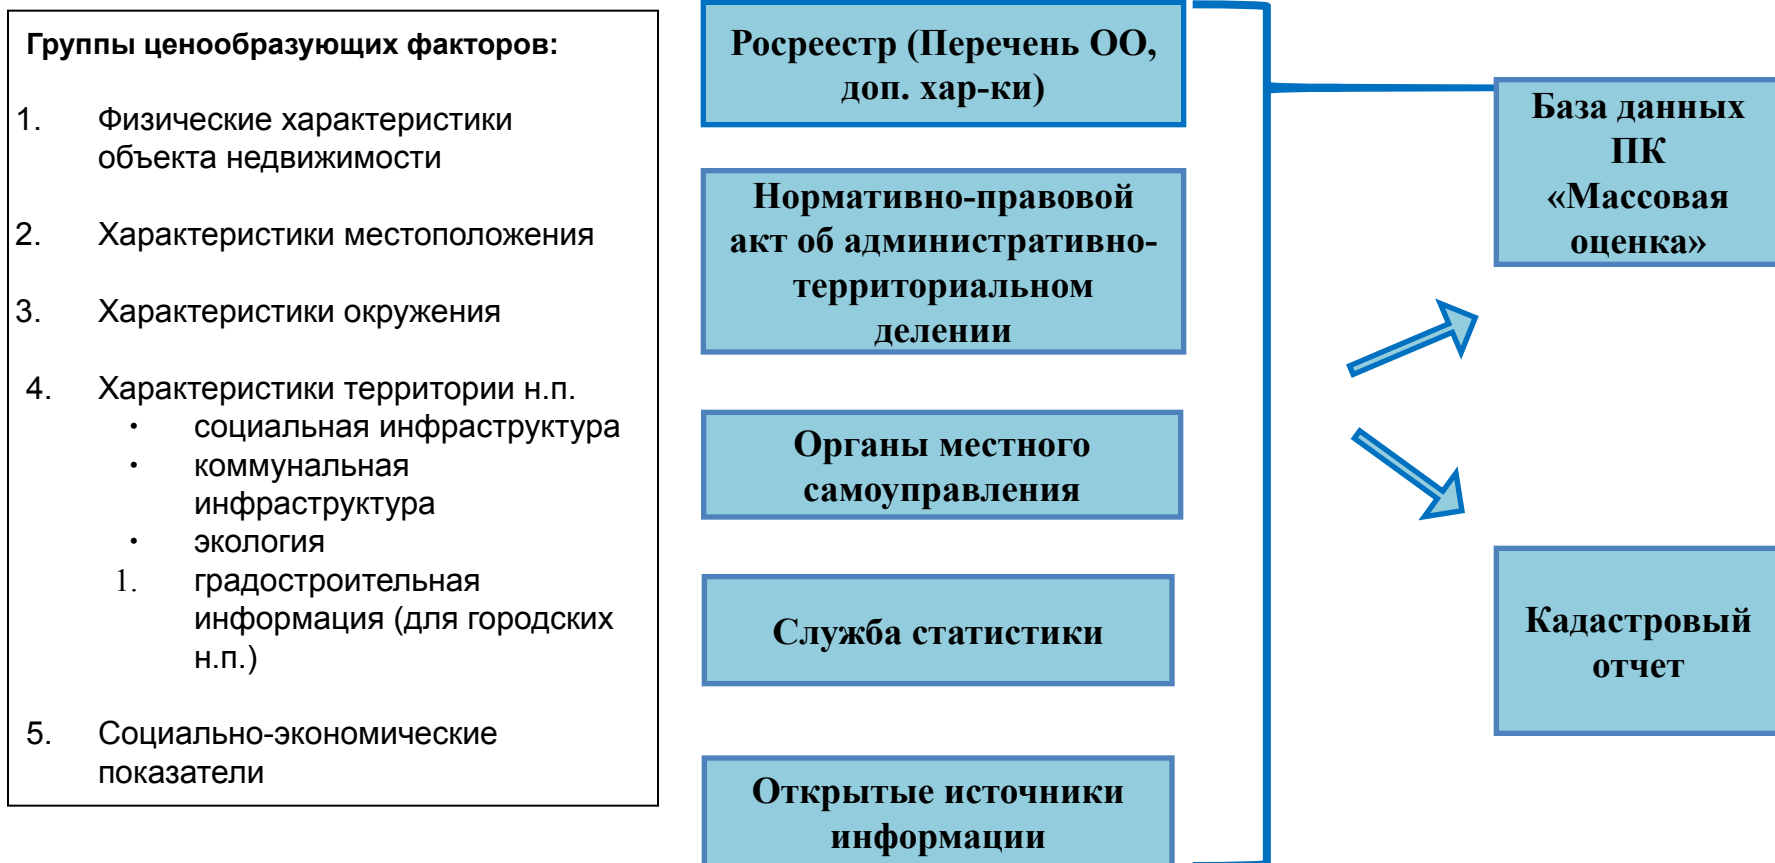 Группы ценообразующих факторов:
1. Физические характеристики
объекта недвижимости
2. Характеристики местоположения
3. Характеристики окружения
4. Характеристики территории н.п.
• социальная инфраструктура
• коммунальная
инфраструктура
• экология
1. градостроительная
информация (для городских
н.п.)
5. Социально-экономические
показатели
Росреестр (Перечень ОО,
доп. хар-ки)
Нормативно-правовой
акт об административно-
территориальном
делении
Органы местного
самоуправления
Служба статистики
Открытые источники
информации
База данных
ПК
«Массовая
оценка»
Кадастровый
отчет